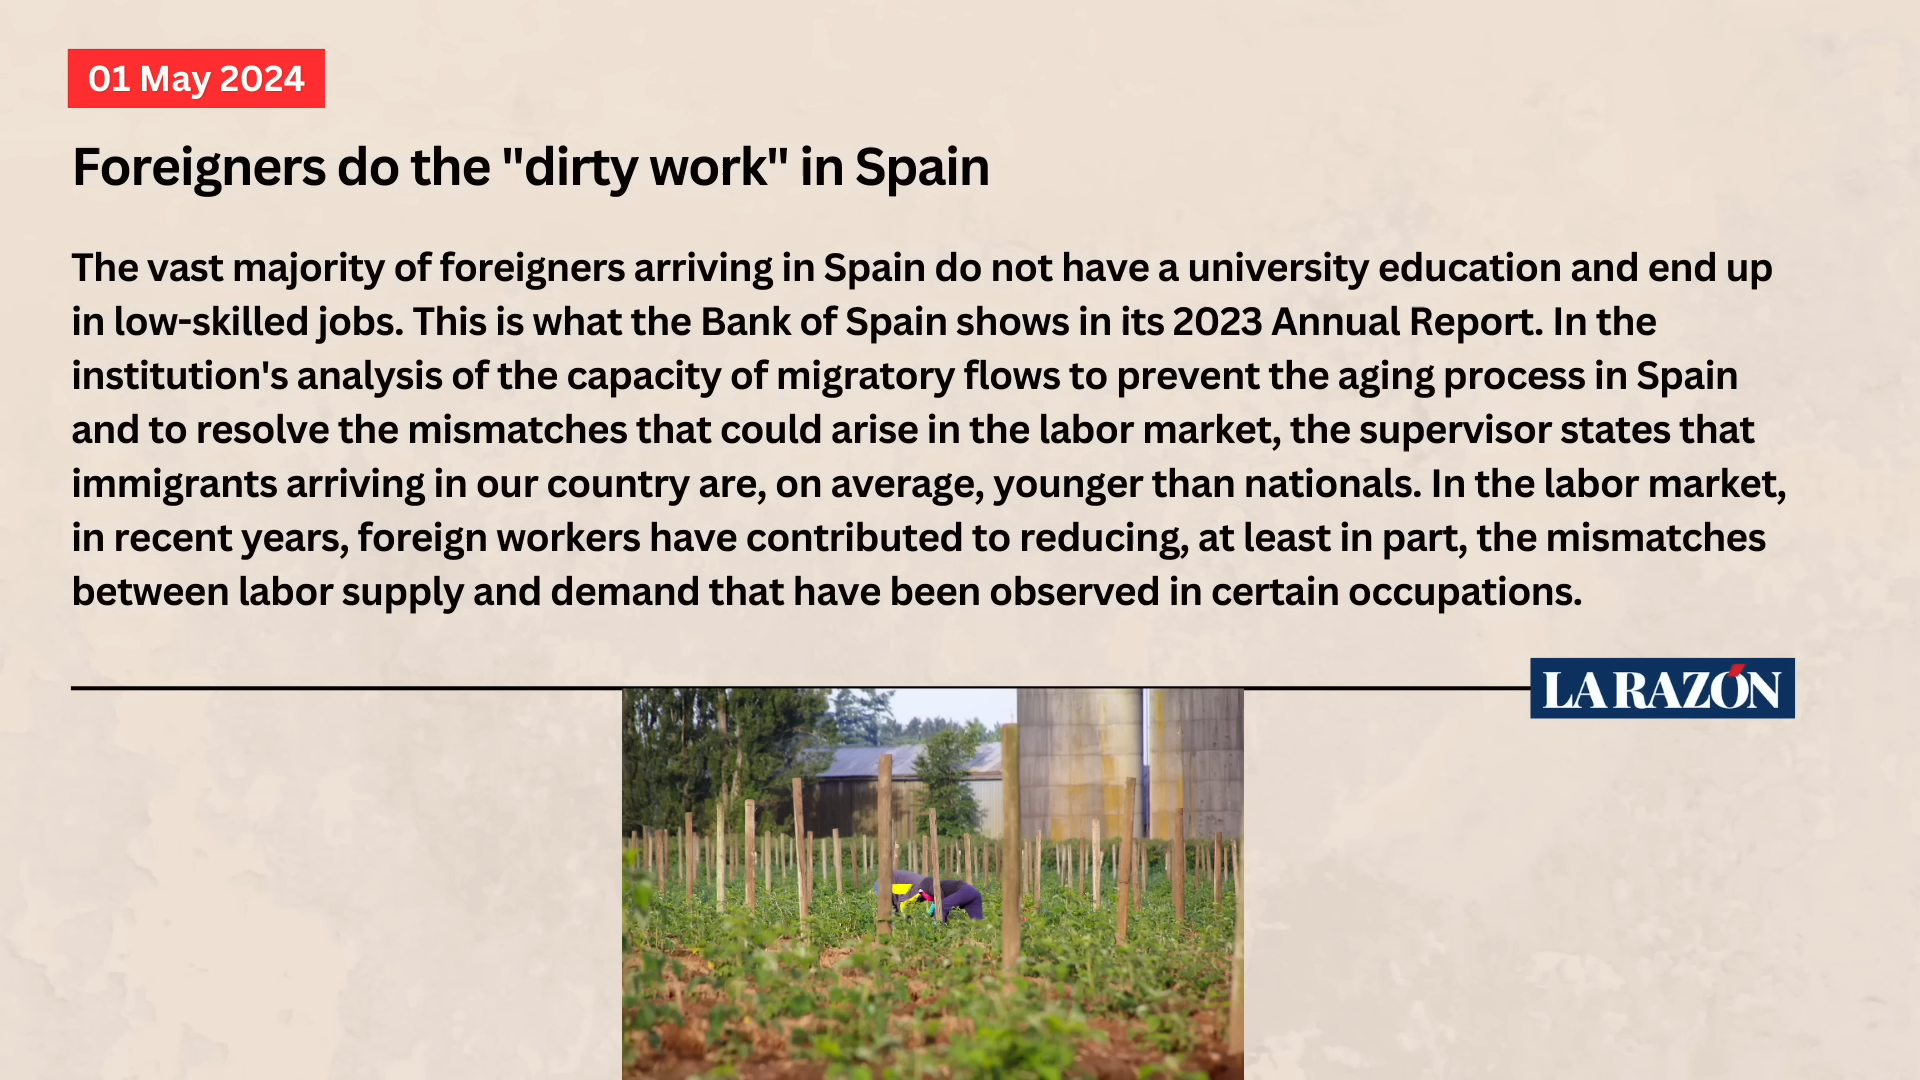 01 May 2024
Foreigners do the "dirty work" in Spain
The vast majority of foreigners arriving in Spain do not have a university education and end up
in low-skilled jobs. This is what the Bank of Spain shows in its 2023 Annual Report. In the
institution's analysis of the capacity of migratory flows to prevent the aging process in Spain
and to resolve the mismatches that could arise in the labor market, the supervisor states that
immigrants arriving in our country are, on average, younger than nationals. In the labor market,
in recent years, foreign workers have contributed to reducing, at least in part, the mismatches
between labor supply and demand that have been observed in certain occupations.
LA RAZÓN